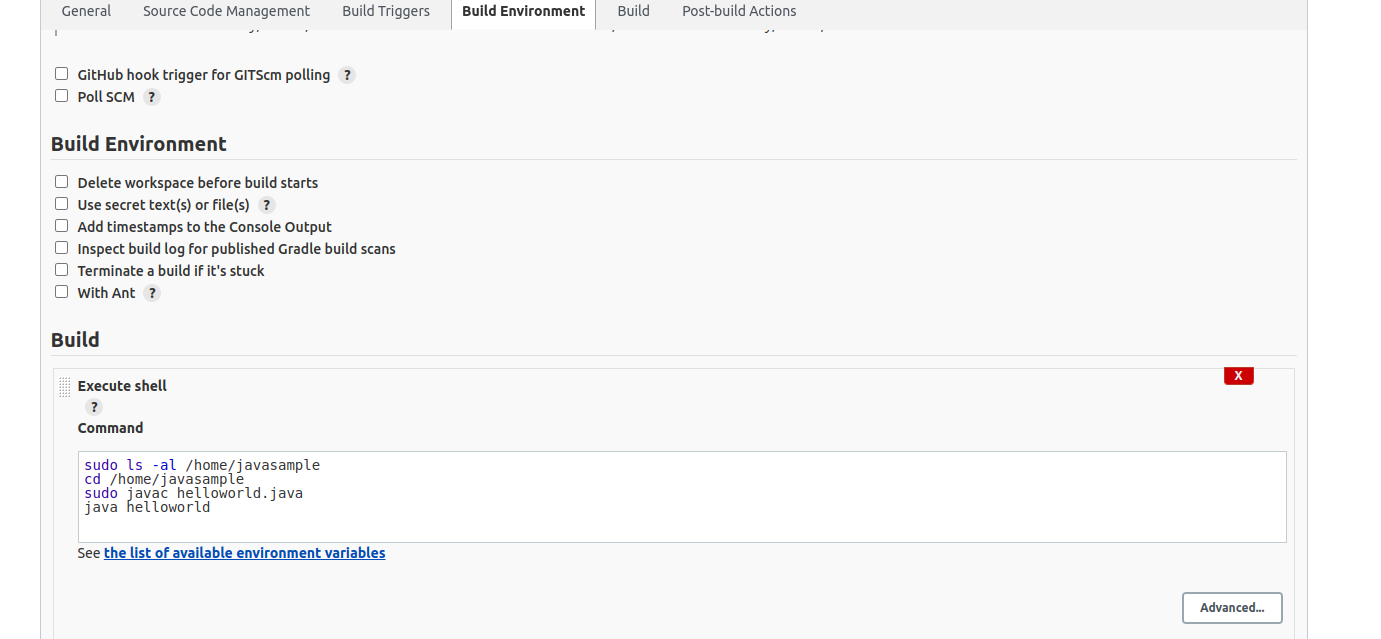 General Source Code Management Build Triggers Build Environment Build Post-build Actions
GitHub hook trigger for GITScm polling ?
Poll SCM ?
Build Environment
Delete workspace before build starts
Use secret text(s) or file(s) ?
Add timestamps to the Console Output
Inspect build log for published Gradle build scans
Terminate a build if it's stuck
With Ant ?
Build
X
Execute shell
?
Command
sudo ls -al /home/javasample
cd /home/javasample
sudo javac helloworld.java
java helloworld
See the list of available environment variables
Advanced...